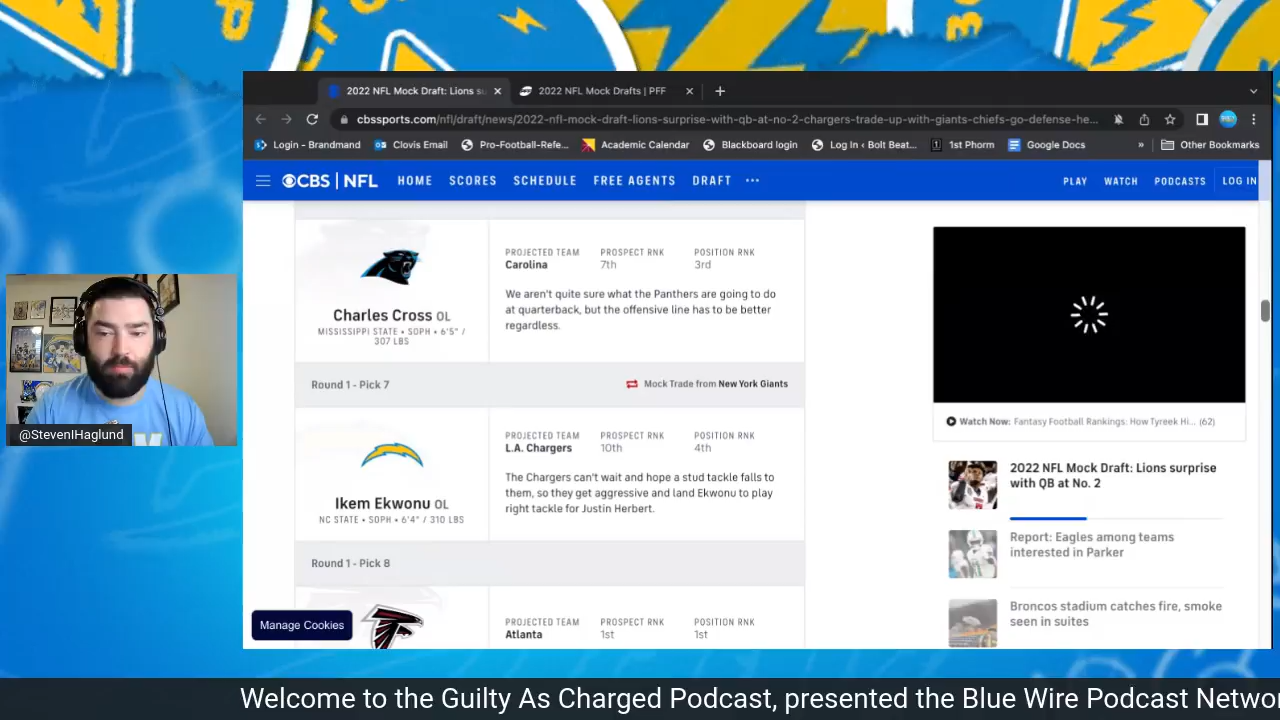 2022 NFL Mock Draft: Lions su
2022 NFL Mock Drafts | PFF
cbssports.com/nfl/draft/news/2022-nfl-mock-draft-lions-surprise-with-qb-at-no-2-chargers-trade-up-with-giants-chiefs-go-defense-he...
Login - Brandmand
Clovis Email
Pro-Football-Refe...
Academic Calendar
Blackboard login
Log In ‹ Bolt Beat...
1st Phorm
Google Docs
»
Other Bookmarks
CBS | NFL
HOME
SCORES
SCHEDULE
FREE AGENTS
DRAFT
•••
PLAY
WATCH
PODCASTS
LOG IN
Charles Cross OL
MISSISSIPPI STATE • SOPH • 6'5" /
307 LBS
PROJECTED TEAM PROSPECT RNK POSITION RNK
Carolina 7th 3rd
We aren't quite sure what the Panthers are going to do
at quarterback, but the offensive line has to be better
regardless.
Round 1 - Pick 7
Mock Trade from New York Giants
Ikem Ekwonu OL
NC STATE • SOPH • 6'4" / 310 LBS
PROJECTED TEAM PROSPECT RNK POSITION RNK
L.A. Chargers 10th 4th
The Chargers can't wait and hope a stud tackle falls to
them, so they get aggressive and land Ekwonu to play
right tackle for Justin Herbert.
Round 1 - Pick 8
PROJECTED TEAM PROSPECT RNK POSITION RNK
Atlanta 1st 1st
Manage Cookies
Watch Now: Fantasy Football Rankings: How Tyreek Hi... (62)
2022 NFL Mock Draft: Lions surprise
with QB at No. 2
Report: Eagles among teams
interested in Parker
Broncos stadium catches fire, smoke
seen in suites
@StevenIHaglund
Welcome to the Guilty As Charged Podcast, presented the Blue Wire Podcast Networ